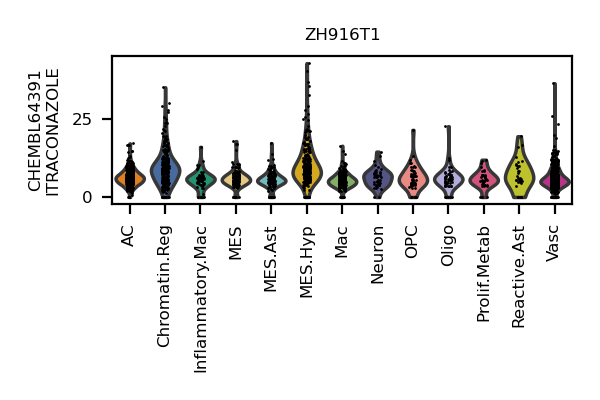 ZH916T1
CHEMBL64391
ITRACONAZOLE
25
0
AC
Chromatin.Reg
Inflammatory.Mac
MES
MES.Ast
MES.Hyp
Mac
Neuron
OPC
Oligo
Prolif.Metab
Reactive.Ast
Vasc